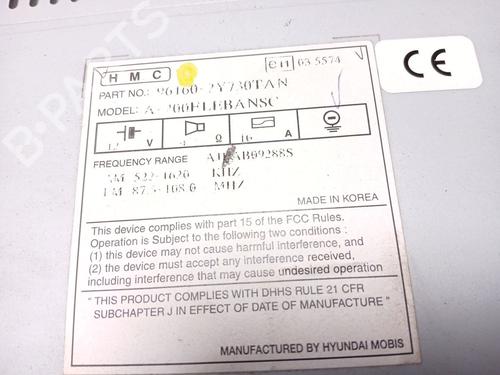 HMC
e11 03 5574
CE
PART NO.: 96160-2Y730TAN
MODEL:
12 V
4 Ω
16 A
FREQUENCY RANGE
AM 522-1620 KHZ
FM 87.5-108.0 MHZ
MADE IN KOREA
This device complies with part 15 of the FCC Rules.
Operation is Subject to the following two conditions :
(1) this device may not cause harmful interference, and
(2) the device must accept any interference received,
including interference that may cause undesired operation
" THIS PRODUCT COMPLIES WITH DHHS RULE 21 CFR
SUBCHAPTER J IN EFFECT OF DATE OF MANUFACTURE "
MANUFACTURED BY HYUNDAI MOBIS
B-PARTS